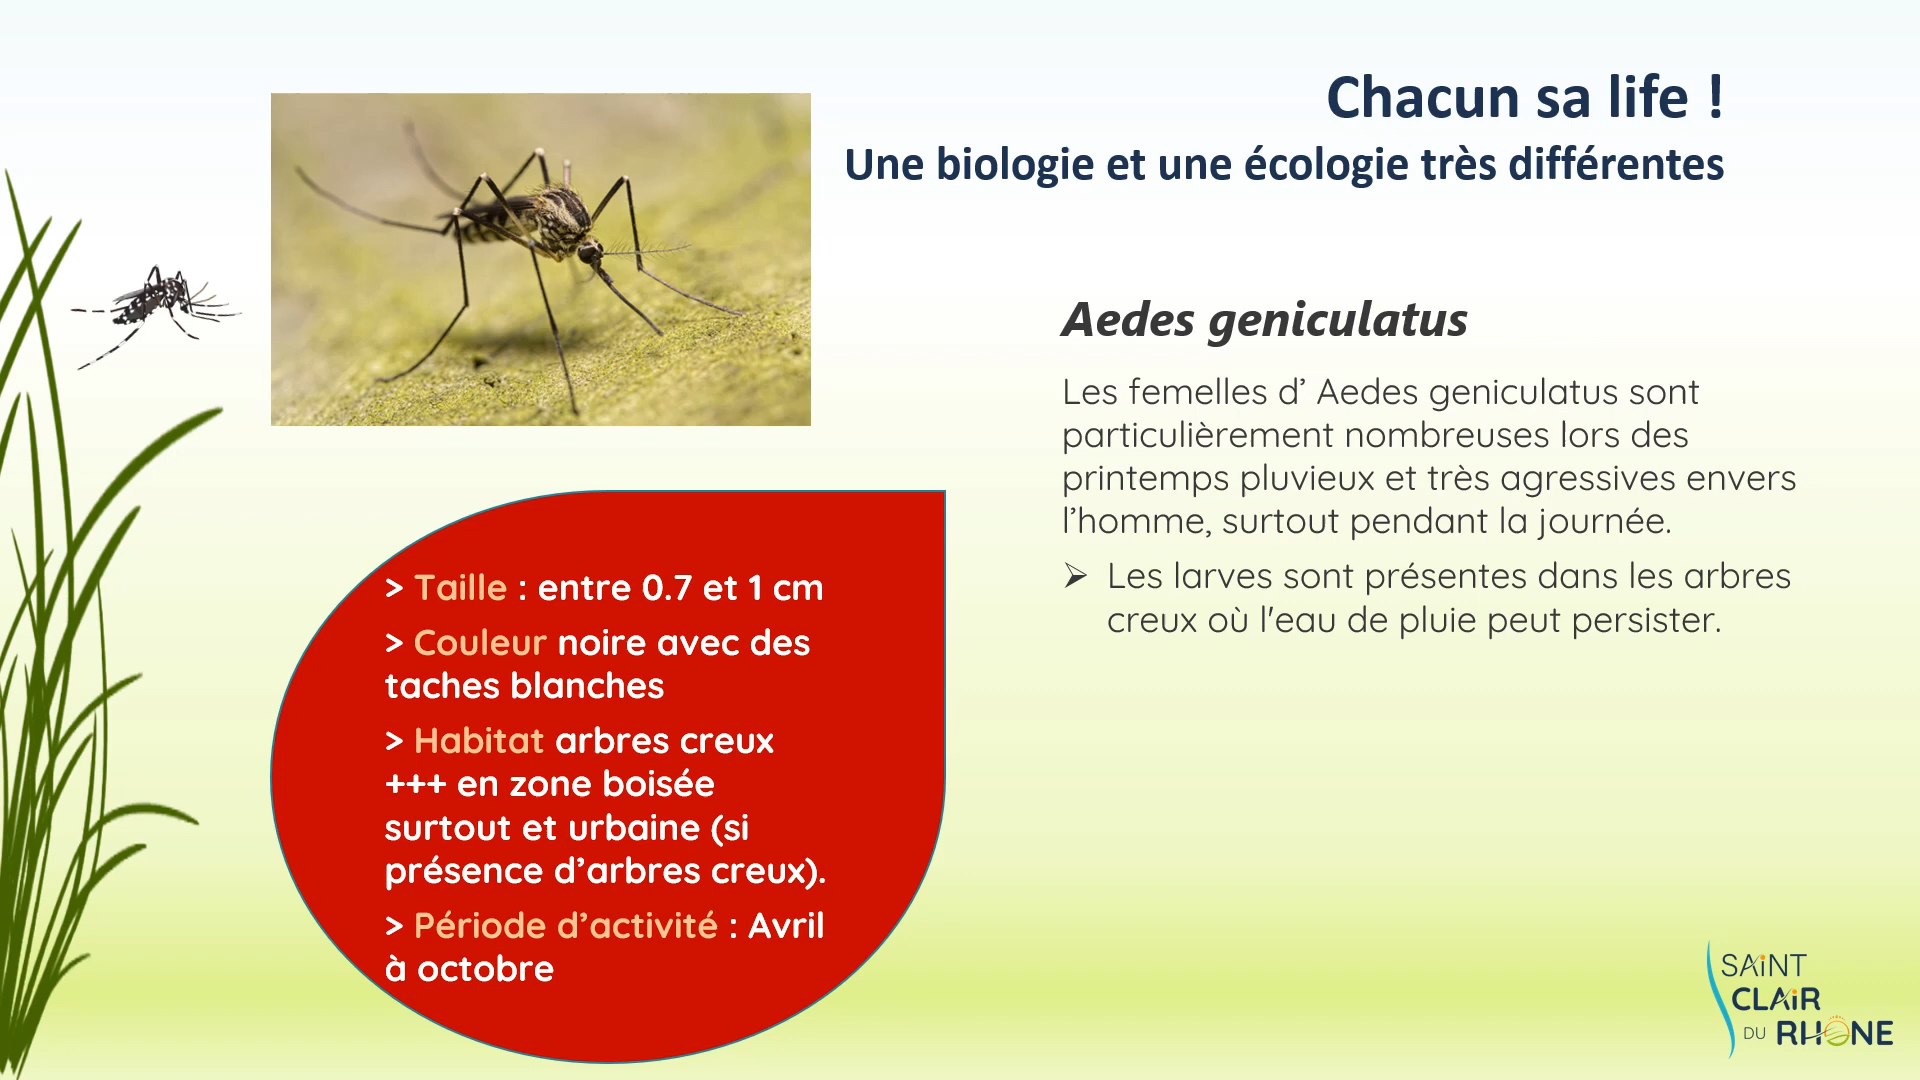 Chacun sa life !
Une biologie et une écologie très différentes
Aedes geniculatus
Les femelles d’ Aedes geniculatus sont
particulièrement nombreuses lors des
printemps pluvieux et très agressives envers
l’homme, surtout pendant la journée.
➢ Les larves sont présentes dans les arbres
creux où l'eau de pluie peut persister.
> Taille : entre 0.7 et 1 cm
> Couleur noire avec des
taches blanches
> Habitat arbres creux
+++ en zone boisée
surtout et urbaine (si
présence d’arbres creux).
> Période d’activité : Avril
à octobre
SAiNT
CLAiR
DU RHONE